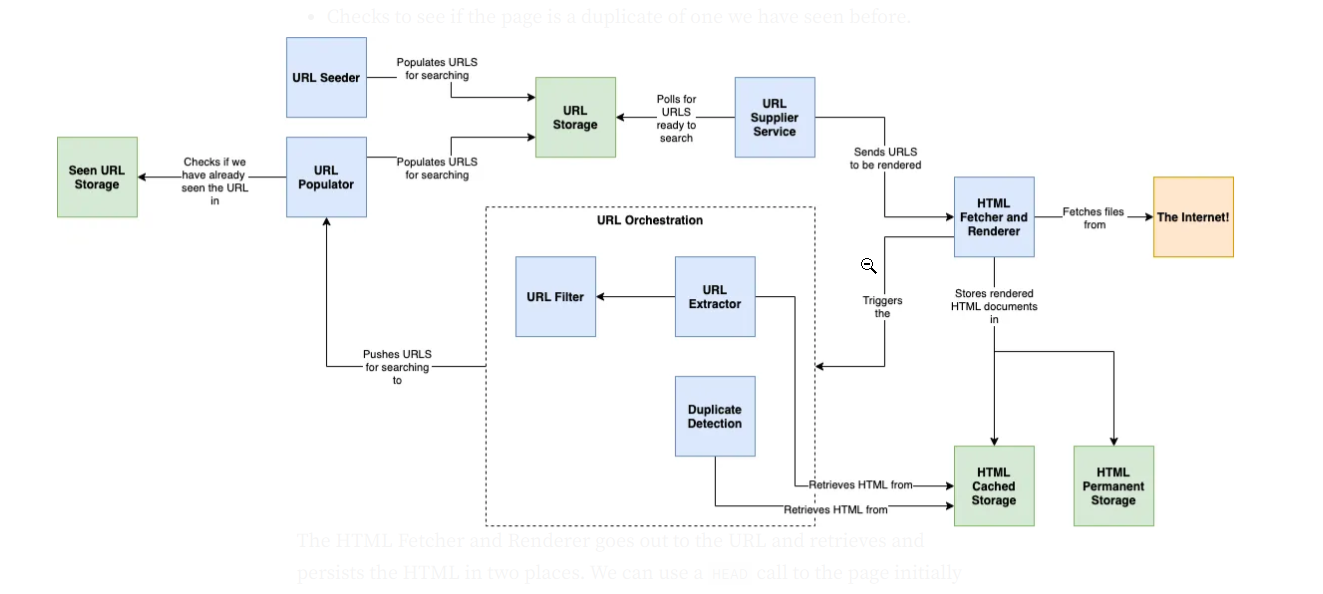 Checks to see if the page is a duplicate of one we have seen before.
URL Seeder
Populates URLS
for searching
URL
Storage
Polls for
URLS
ready to
search
URL
Supplier
Service
Seen URL
Storage
Checks if we
have already
seen the URL
in
URL
Populator
Populates URLS
for searching
Sends URLS
to be rendered
HTML
Fetcher and
Renderer
Fetches files
from
The Internet!
URL Orchestration
URL Filter
URL
Extractor
Triggers
the
Stores rendered
HTML documents
in
Pushes URLS
for searching
to
Duplicate
Detection
Retrieves HTML from
Retrieves HTML from
HTML
Cached
Storage
HTML
Permanent
Storage
The HTML Fetcher and Renderer goes out to the URL and retrieves and
persists the HTML in two places. We can use a HEAD call to the page initially